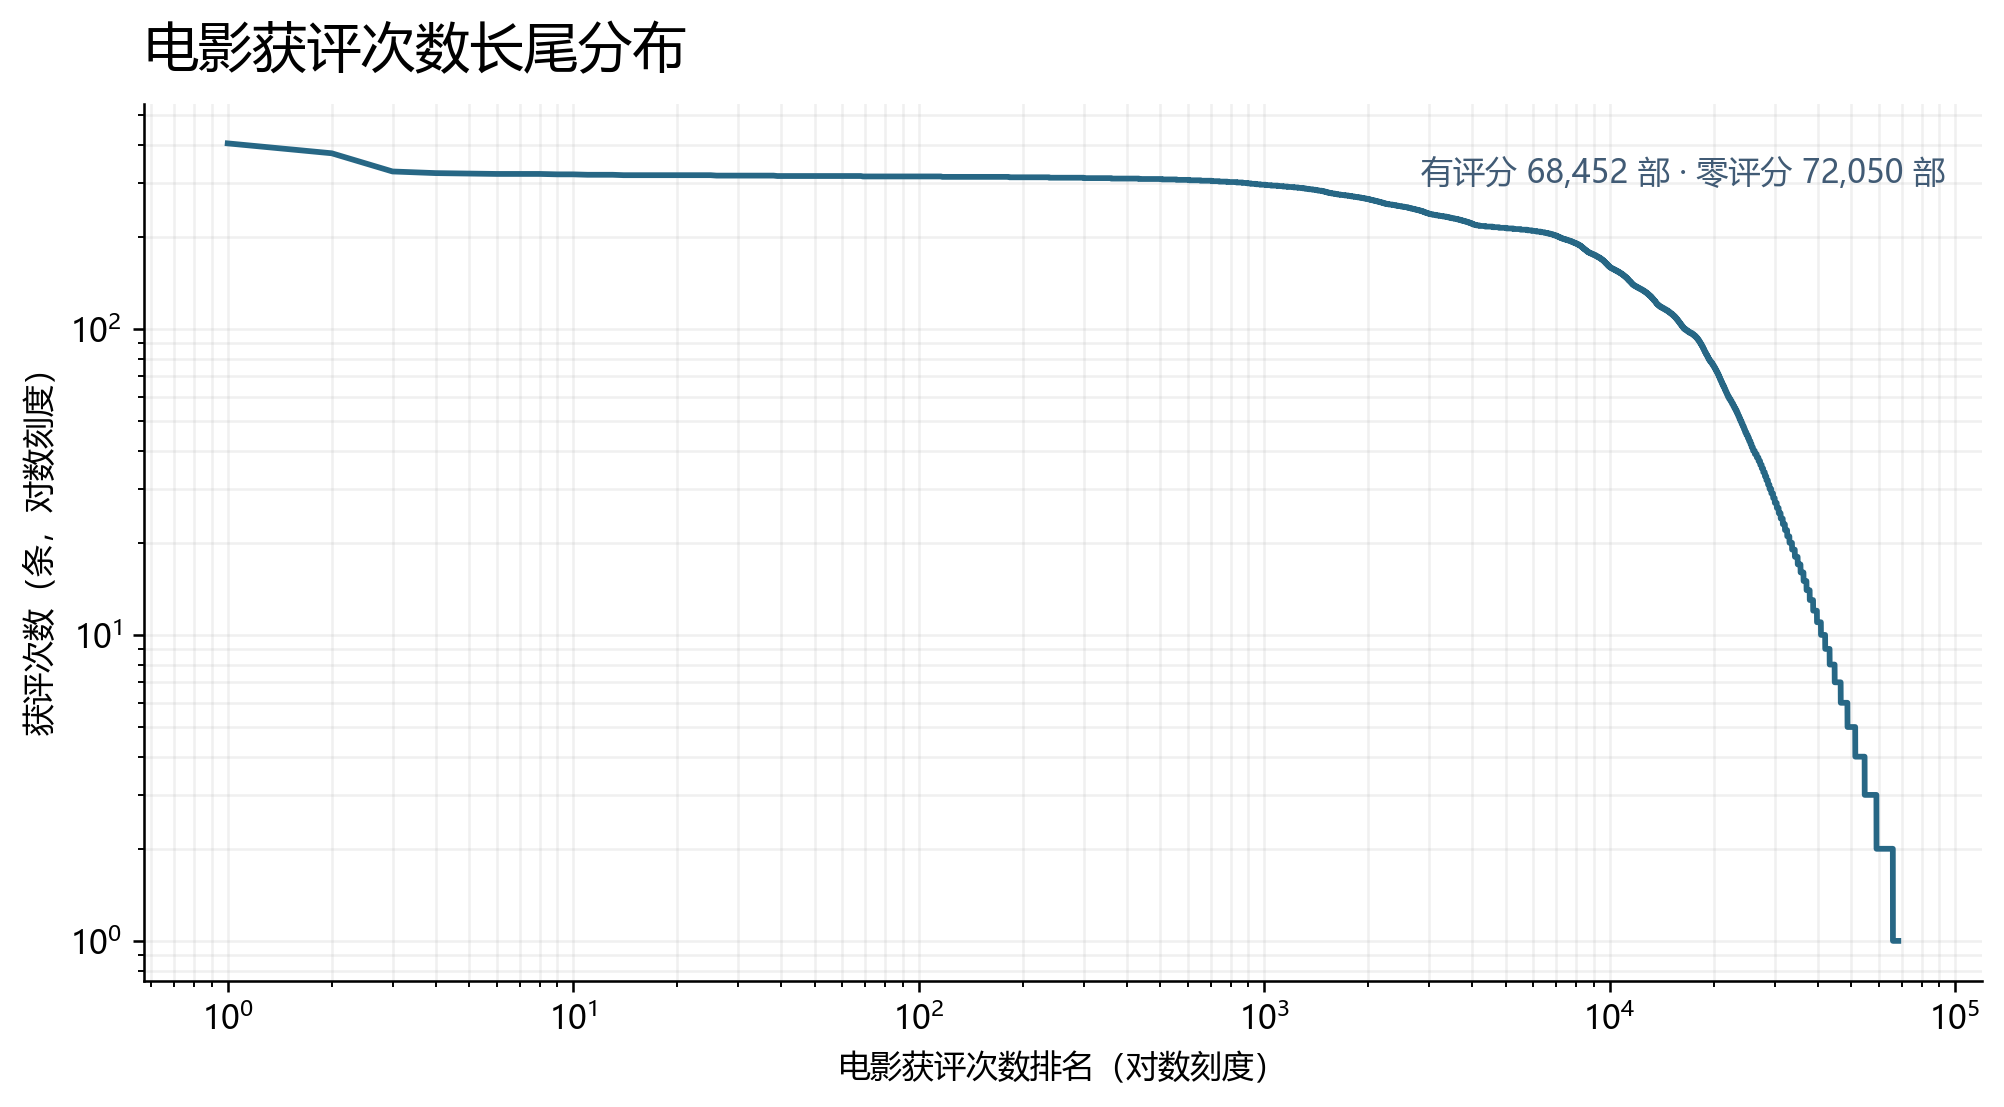 电影获评次数长尾分布
有评分 68,452 部 · 零评分 72,050 部
获评次数（条，对数刻度）
10²
10¹
10⁰
10⁰ 10¹ 10² 10³ 10⁴ 10⁵
电影获评次数排名（对数刻度）